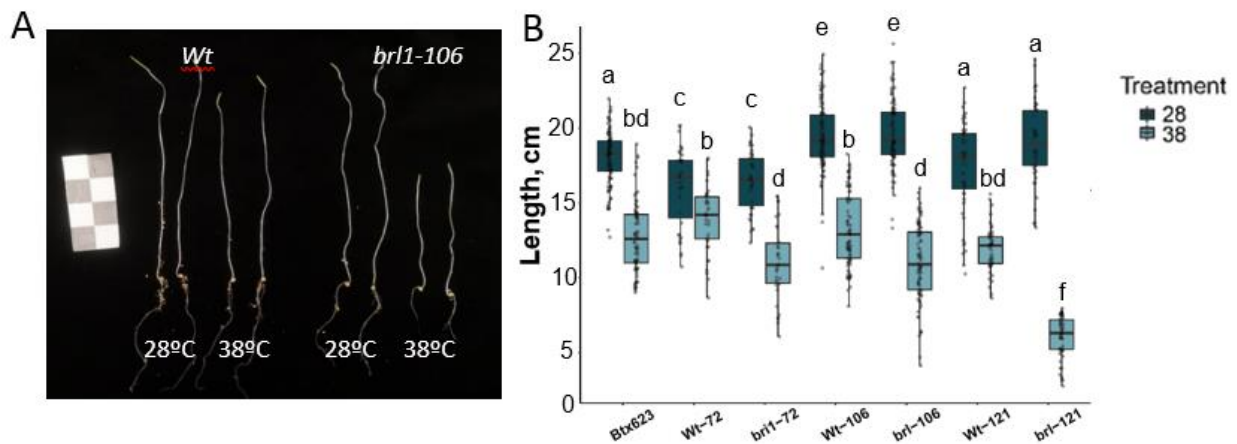 A
Wt
brl1-106
28ºC
38ºC
28ºC
38ºC
B
Length, cm
25
20
15
10
5
0
a
bd
c
b
c
d
e
b
e
d
a
bd
a
f
Btx623
Wt–72
bri1–72
Wt–106
brl–106
Wt–121
brl–121
Treatment
28
38